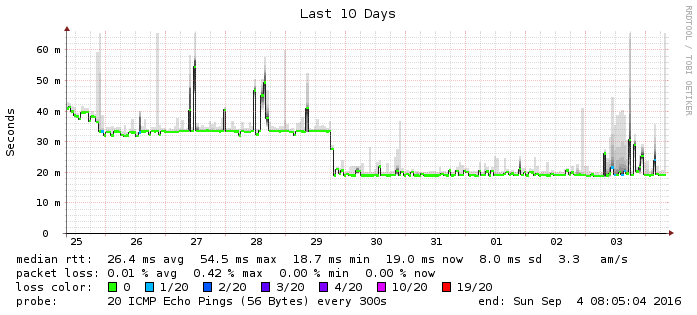 Last 10 Days
RRDTOOL / TOBI OETIKER
Seconds
60 m
50 m
40 m
30 m
20 m
10 m
0
25 26 27 28 29 30 31 01 02 03
median rtt: 26.4 ms avg 54.5 ms max 18.7 ms min 19.0 ms now 8.0 ms sd 3.3 am/s
packet loss: 0.01 % avg 0.42 % max 0.00 % min 0.00 % now
loss color: 0 1/20 2/20 3/20 4/20 10/20 19/20
probe: 20 ICMP Echo Pings (56 Bytes) every 300s end: Sun Sep 4 08:05:04 2016